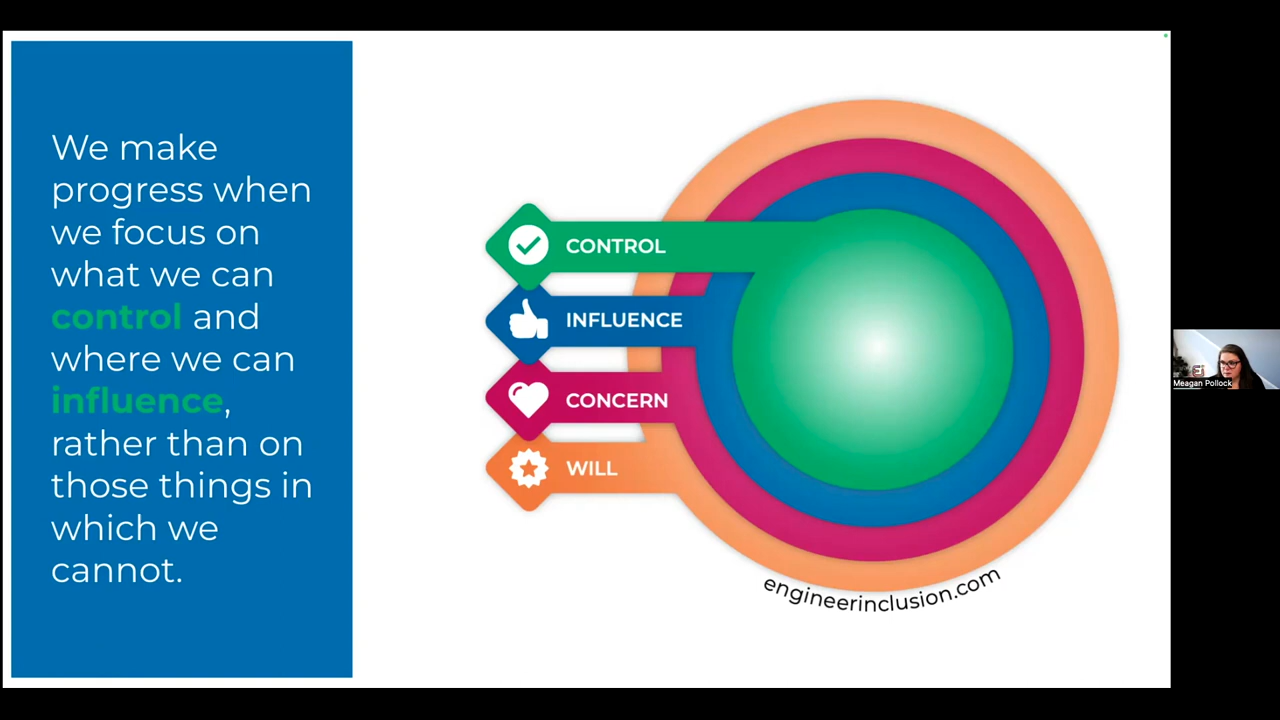 We make
progress when
we focus on
what we can
control and
where we can
influence,
rather than on
those things in
which we
cannot.
CONTROL
INFLUENCE
CONCERN
WILL
engineerinclusion.com
Meagan Pollock